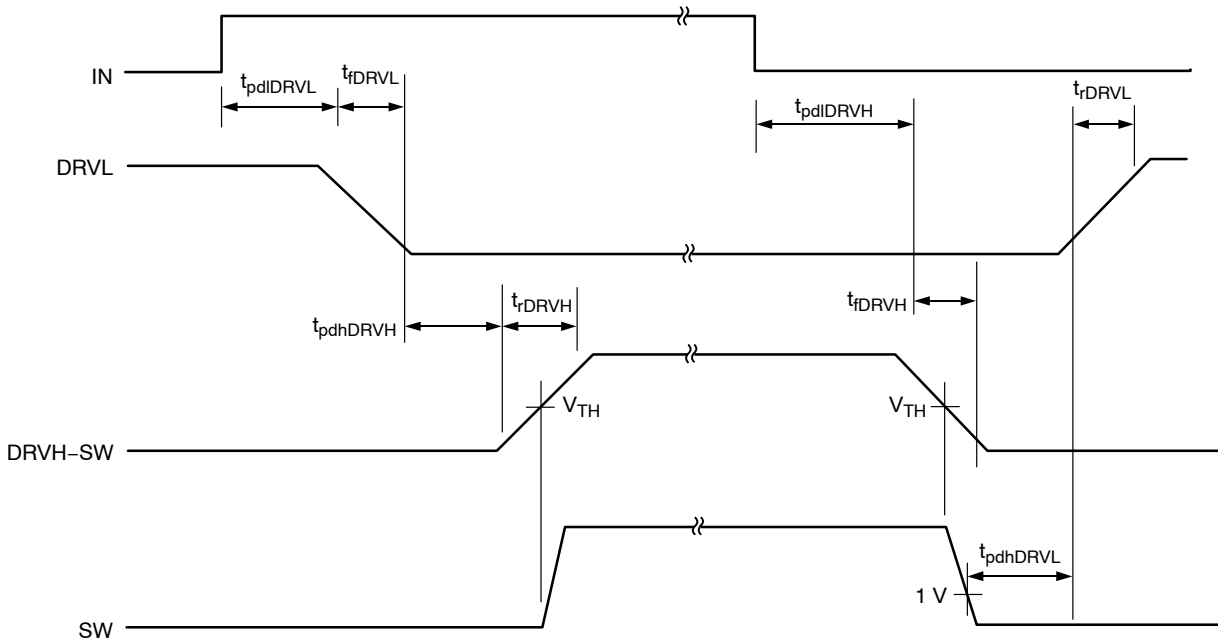 IN
tpdlDRVL
tfDRVL
tpdlDRVH
trDRVL
DRVL
tpdhDRVH
trDRVH
tfDRVH
VTH
VTH
DRVH−SW
tpdhDRVL
1 V
SW